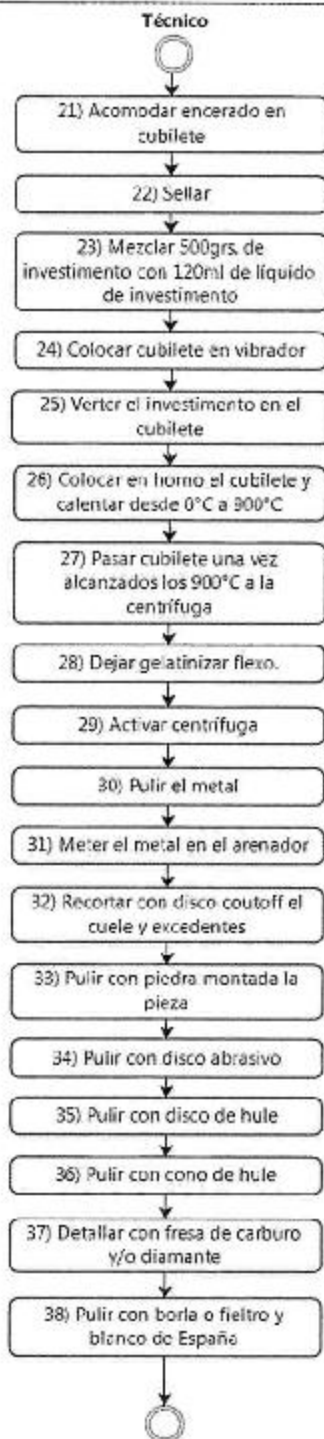 Técnico
21) Acomodar encerado en
cubilete
22) Sellar
23) Mezclar 500grs. de
investimento con 120ml de líquido
de investimento
24) Colocar cubilete en vibrador
25) Verter el investimento en el
cubilete
26) Colocar en horno el cubilete y
calentar desde 0°C a 900°C
27) Pasar cubilete una vez
alcanzados los 900°C a la
centrífuga
28) Dejar gelatinizar flexo.
29) Activar centrífuga
30) Pulir el metal
31) Meter el metal en el arenador
32) Recortar con disco coutoff el
cuele y excedentes
33) Pulir con piedra montada la
pieza
34) Pulir con disco abrasivo
35) Pulir con disco de hule
36) Pulir con cono de hule
37) Detallar con fresa de carburo
y/o diamante
38) Pulir con borla o fieltro y
blanco de España